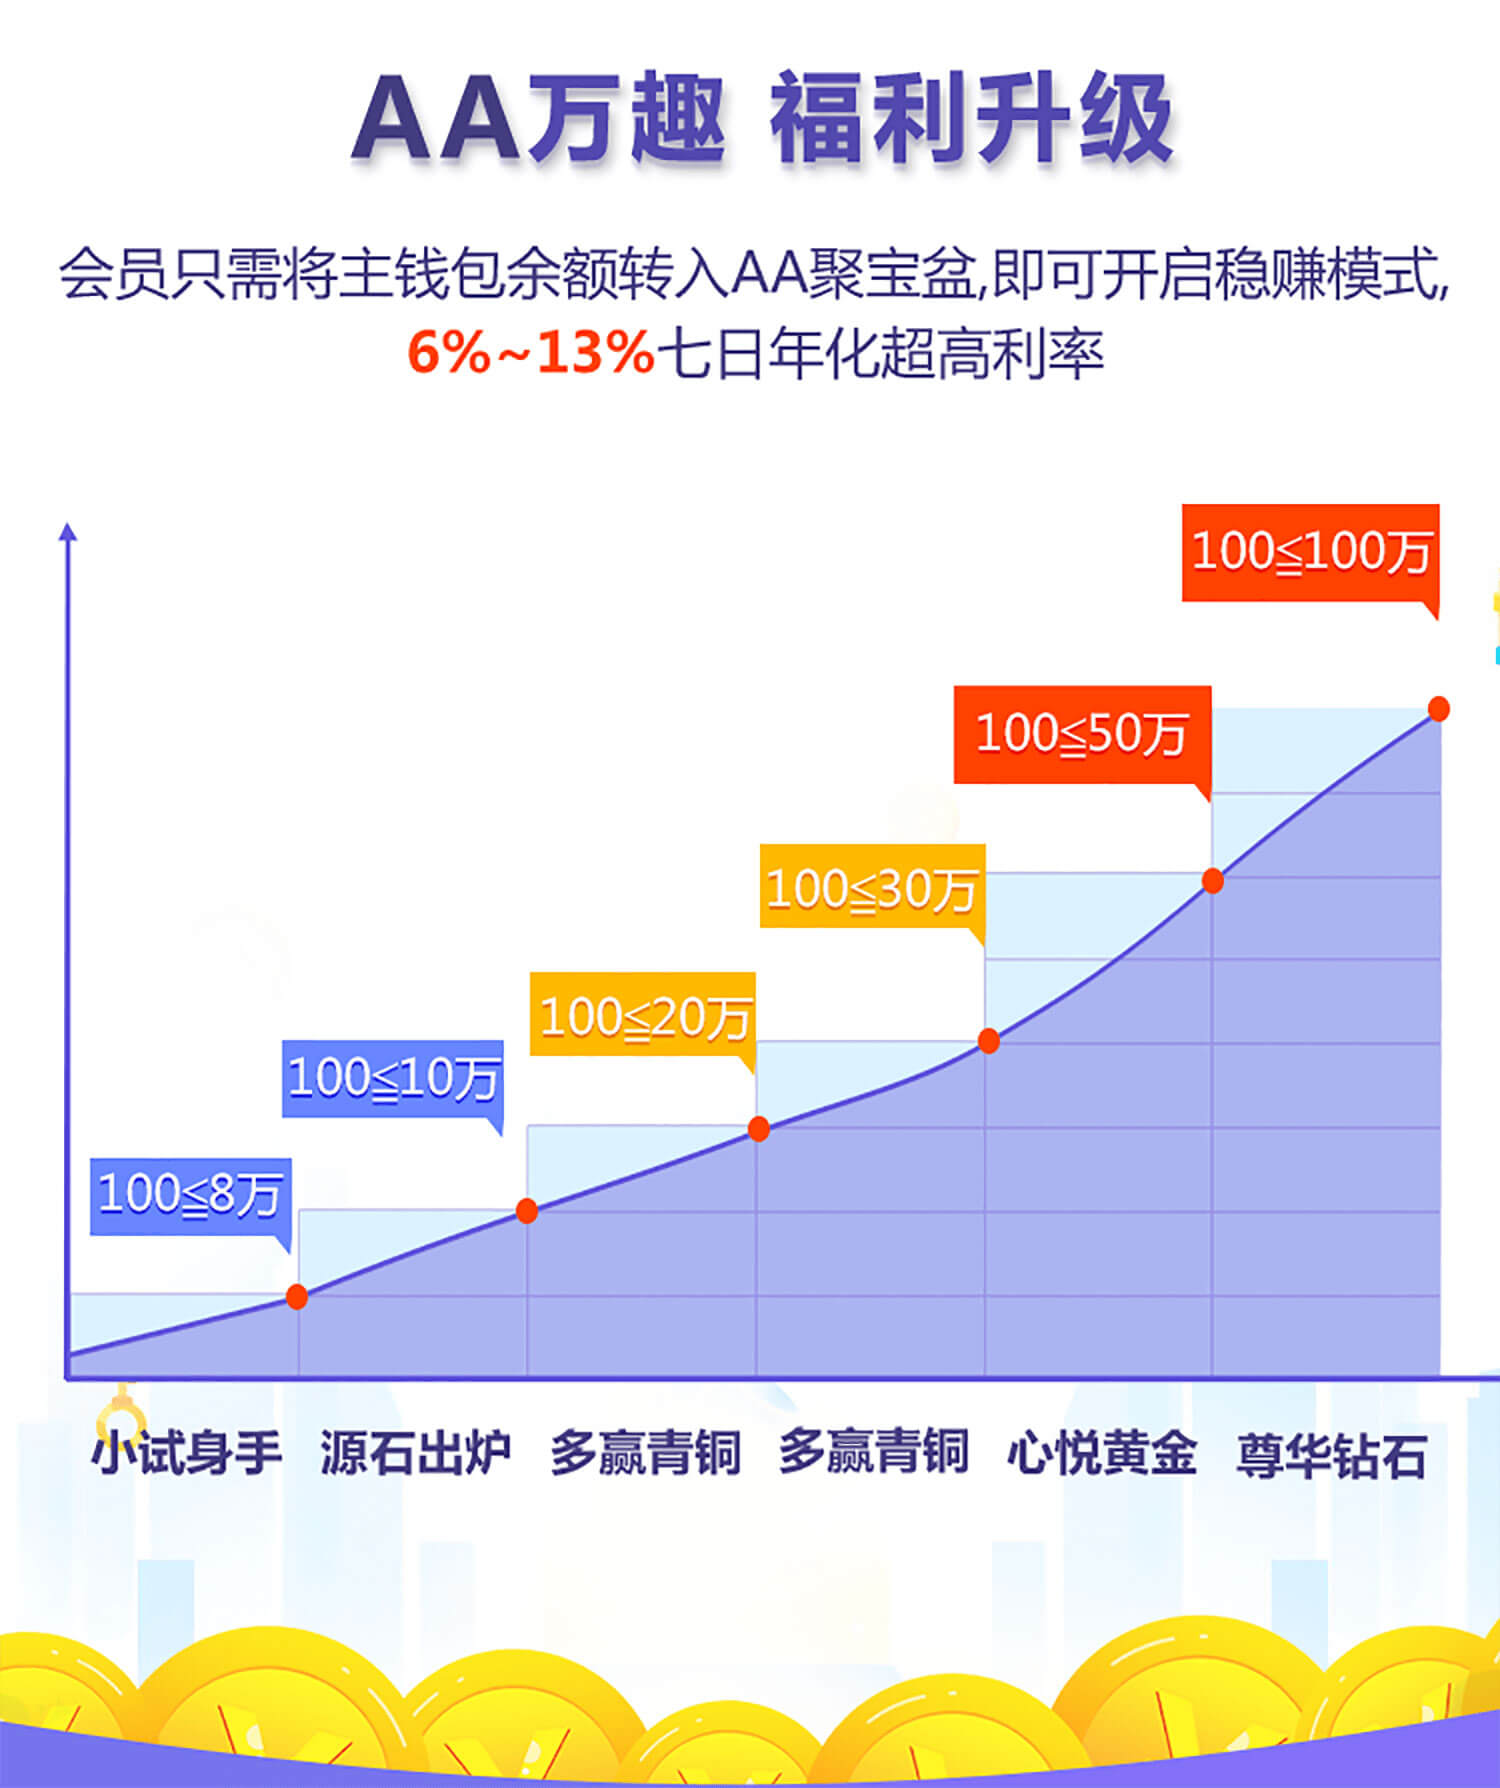 AA万趣 福利升级
会员只需将主钱包余额转入AA聚宝盆,即可开启稳赚模式,
6%~13%七日年化超高利率
100≦100万
100≦50万
100≦30万
100≦20万
100≦10万
100≦8万
小试身手 源石出炉 多赢青铜 多赢青铜 心悦黄金 尊华钻石